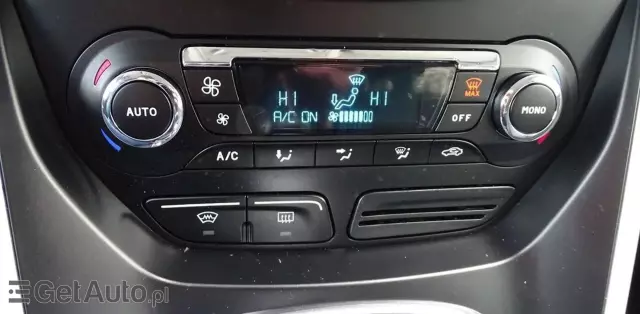 HI HI
A/C ON
AUTO
MAX
MONO
OFF
A/C
GetAuto.pl